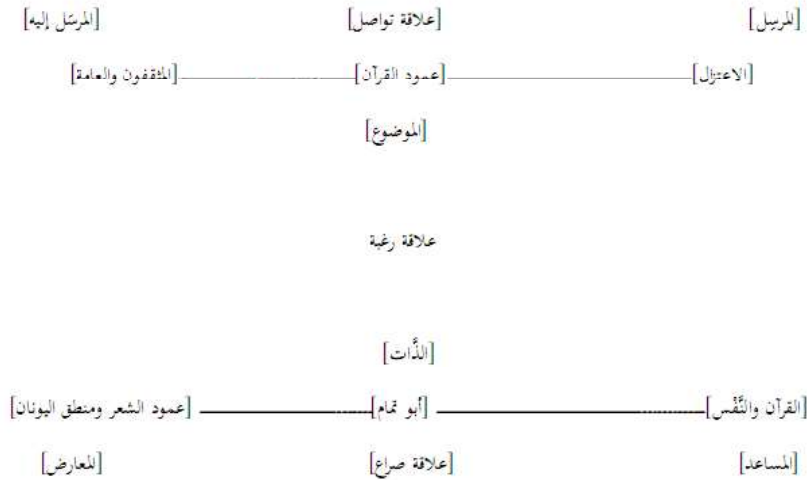 [المرسِل] [علاقة تواصل] [المرسَل إليه]
[الاعتزال] [عمود القرآن] [المثقفون والعامة]
[الموضوع]
علاقة رغبة
[الذَّات]
[القرآن والنَّفْس] [أبو تمام] [عمود الشعر ومنطق اليونان]
[المساعد] [علاقة صراع] [المعارض]